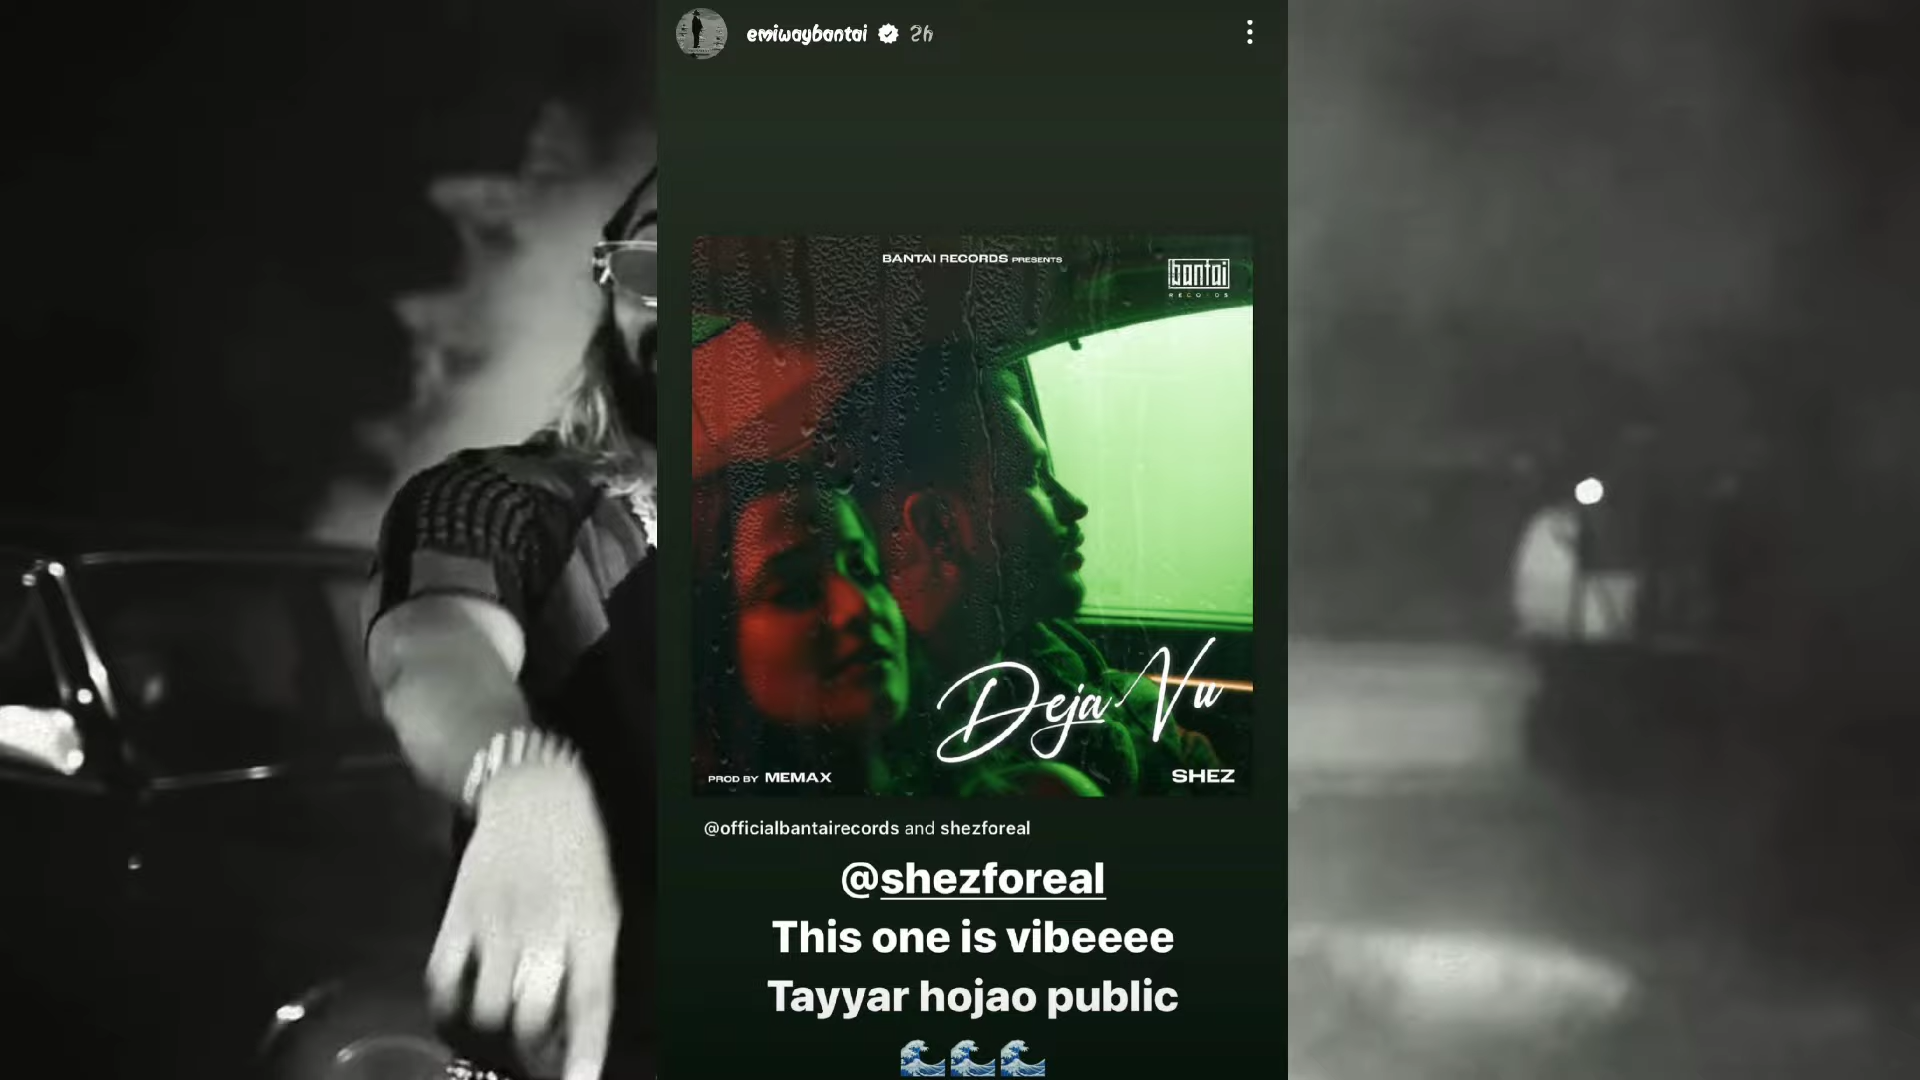 emiwaybantai 2h
BANTAI RECORDS PRESENTS
bantai
RECORDS
Deja Vu
PROD BY MEMAX
SHEZ
@officialbantairecords and shezforeal
@shezforeal
This one is vibeeee
Tayyar hojao public
🌊🌊🌊